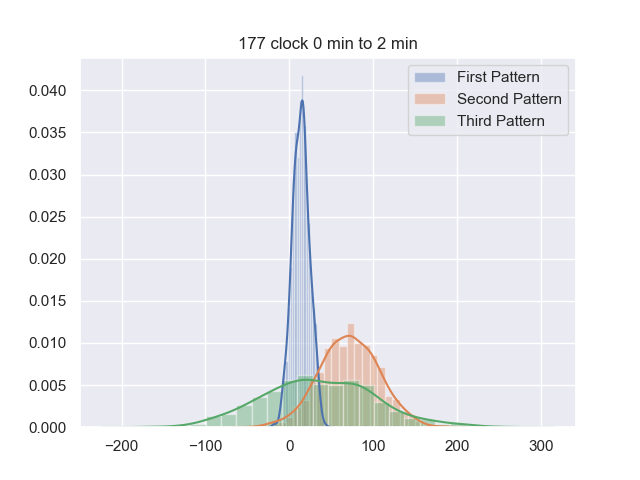 177 clock 0 min to 2 min
First Pattern
Second Pattern
Third Pattern
0.040
0.035
0.030
0.025
0.020
0.015
0.010
0.005
0.000
−200 −100 0 100 200 300